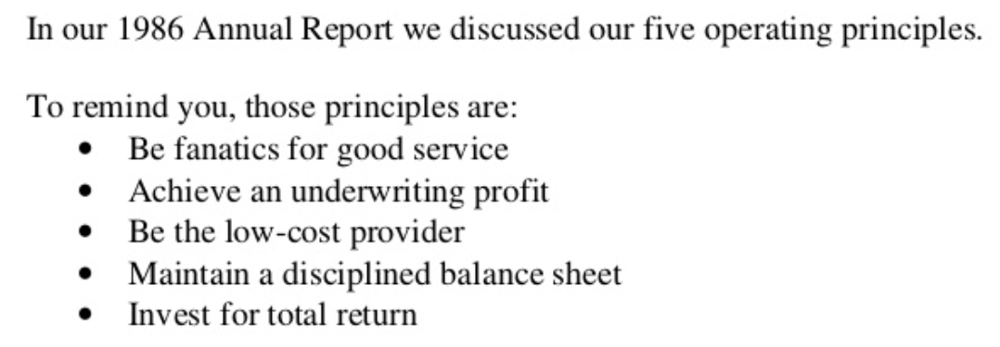 In our 1986 Annual Report we discussed our five operating principles.
To remind you, those principles are:
• Be fanatics for good service
• Achieve an underwriting profit
• Be the low-cost provider
• Maintain a disciplined balance sheet
• Invest for total return